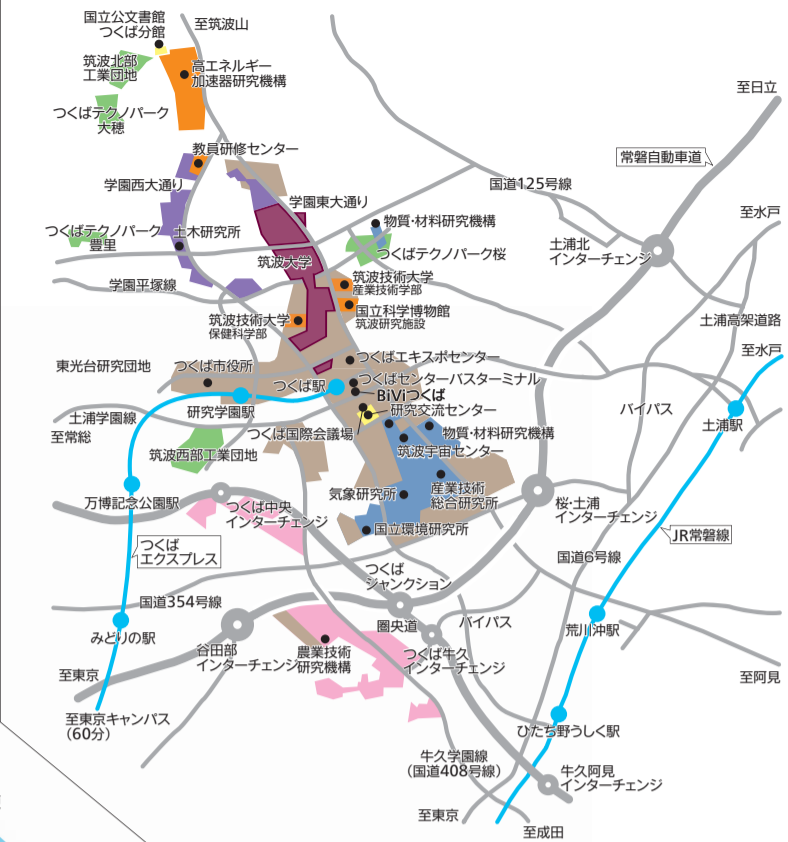 国立公文書館
つくば分館
至筑波山
筑波北部
工業団地
高エネルギー
加速器研究機構
至日立
つくばテクノパーク
大穂
常磐自動車道
教員研修センター
学園西大通り
国道125号線
学園東大通り
至水戸
物質・材料研究機構
つくばテクノパーク
豊里
土木研究所
つくばテクノパーク桜
土浦北
インターチェンジ
筑波大学
筑波技術大学
産業技術学部
学園平塚線
国立科学博物館
筑波研究施設
筑波技術大学
保健科学部
土浦高架道路
至水戸
東光台研究団地
つくば市役所
つくばエキスポセンター
つくば駅
つくばセンターバスターミナル
BiViつくば
研究学園駅
研究交流センター
バイパス
土浦学園線
至常総
つくば国際会議場
物質・材料研究機構
土浦駅
筑波西部工業団地
筑波宇宙センター
気象研究所
産業技術
総合研究所
万博記念公園駅
つくば中央
インターチェンジ
桜・土浦
インターチェンジ
国立環境研究所
JR常磐線
つくば
エクスプレス
国道6号線
つくば
ジャンクション
国道354号線
みどりの駅
圏央道
バイパス
荒川沖駅
谷田部
インターチェンジ
農業技術
研究機構
つくば牛久
インターチェンジ
至東京
至阿見
至東京キャンパス
(60分)
ひたち野うしく駅
牛久学園線
(国道408号線)
牛久阿見
インターチェンジ
至東京
至成田